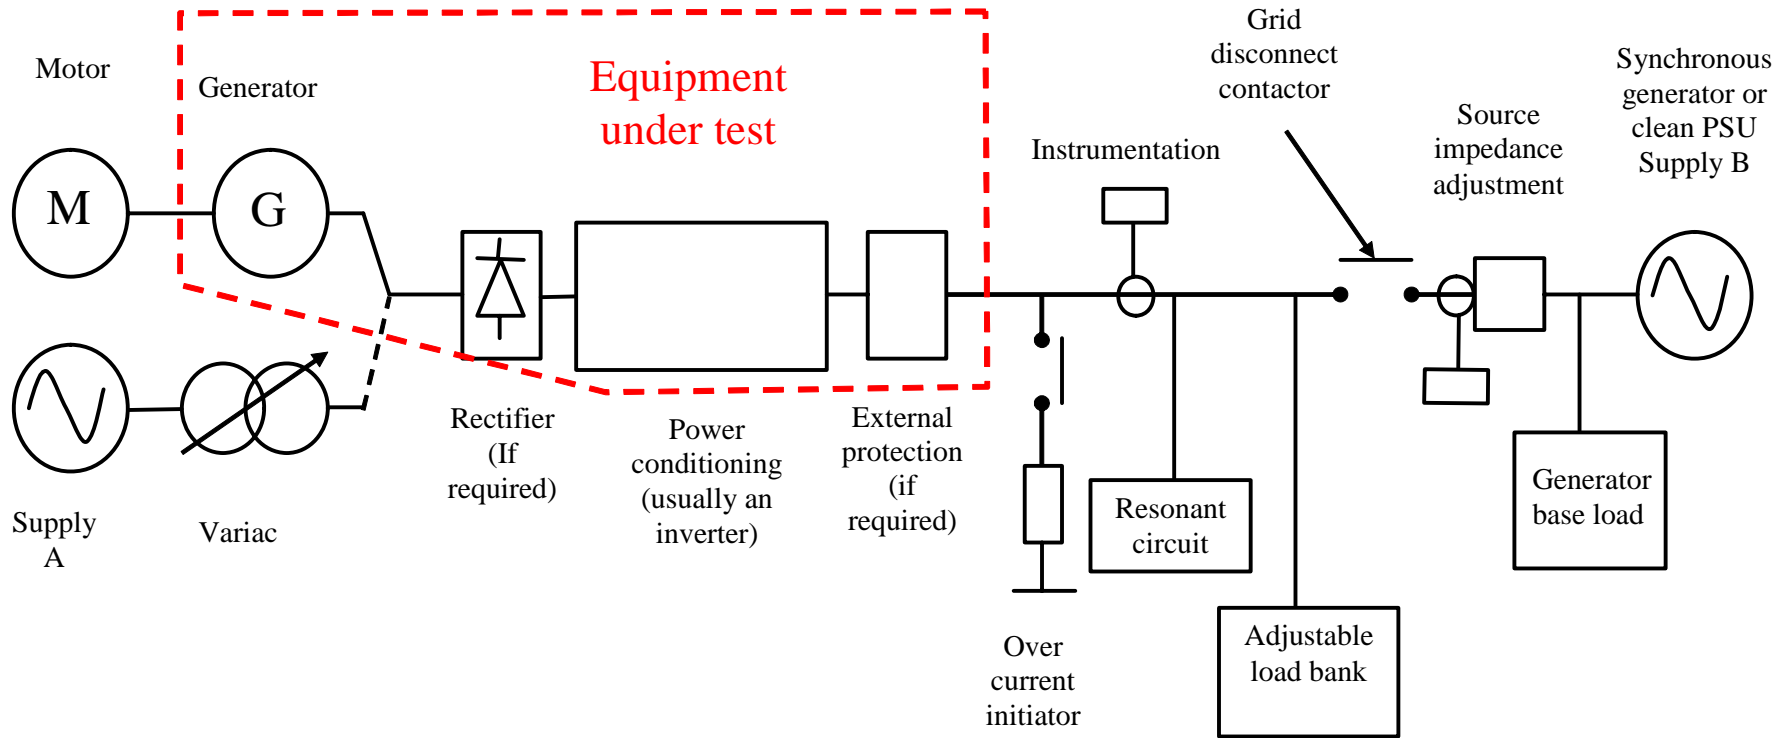 Motor
Generator
Equipment
under test
Grid
disconnect
contactor
Synchronous
generator or
clean PSU
Supply B
Source
impedance
adjustment
Instrumentation
M
G
Rectifier
(If
required)
Power
conditioning
(usually an
inverter)
External
protection
(if
required)
Supply
A
Variac
Resonant
circuit
Generator
base load
Over
current
initiator
Adjustable
load bank